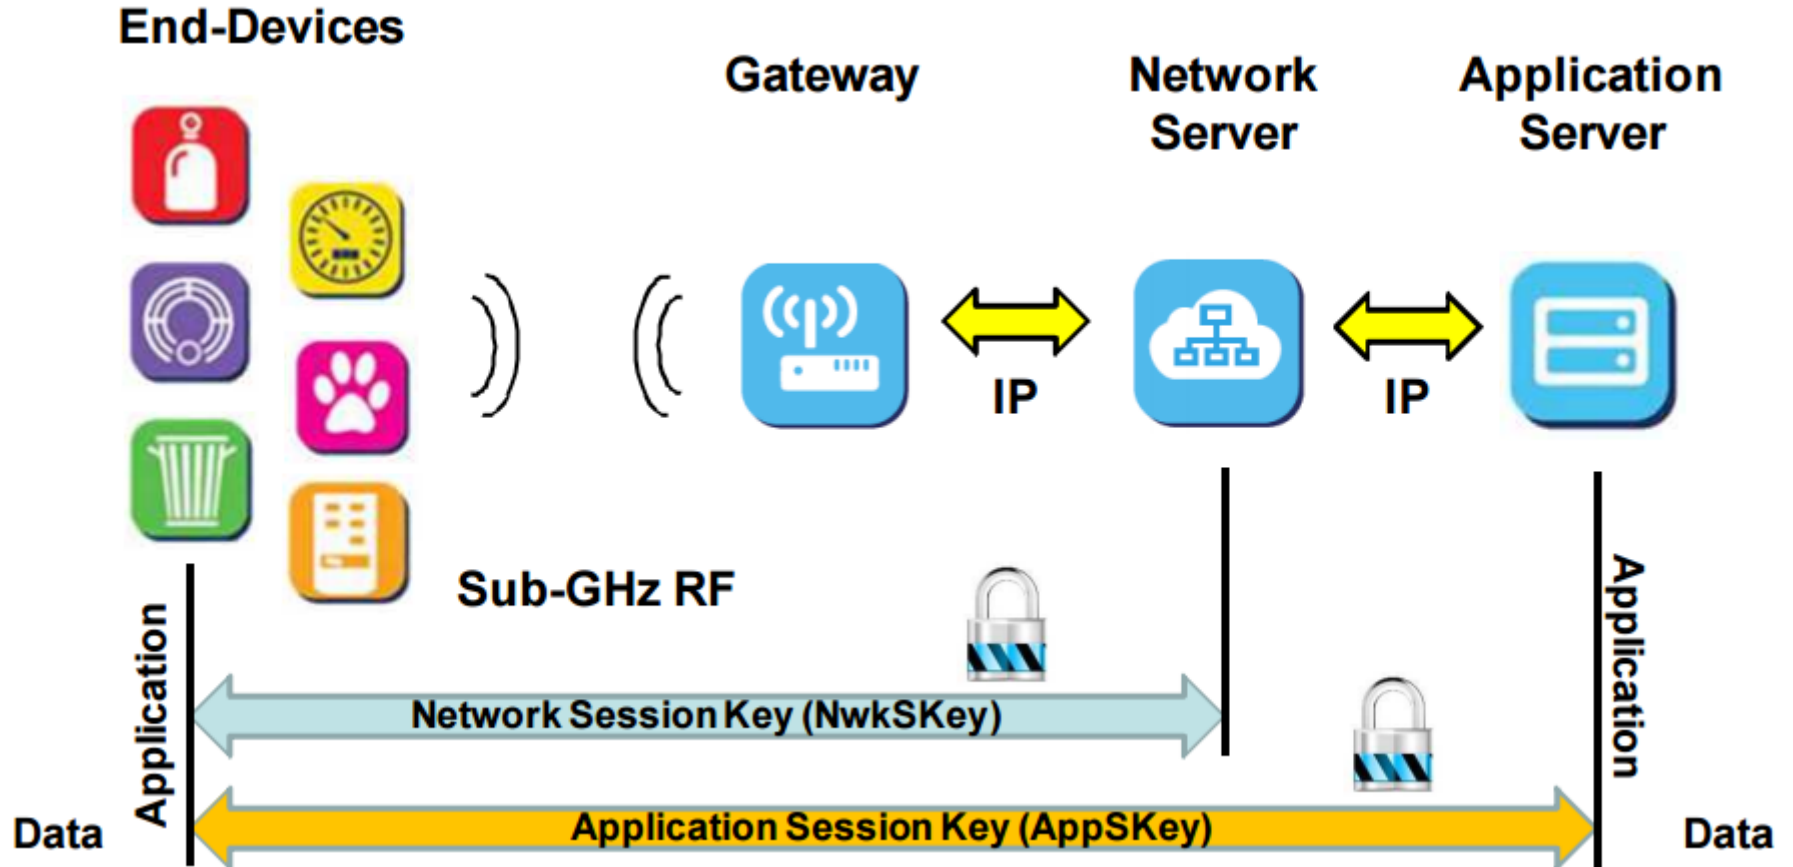 End-Devices
Gateway
Network
Server
Application
Server
IP
IP
Sub-GHz RF
Application
Application
Network Session Key (NwkSKey)
Data
Application Session Key (AppSKey)
Data